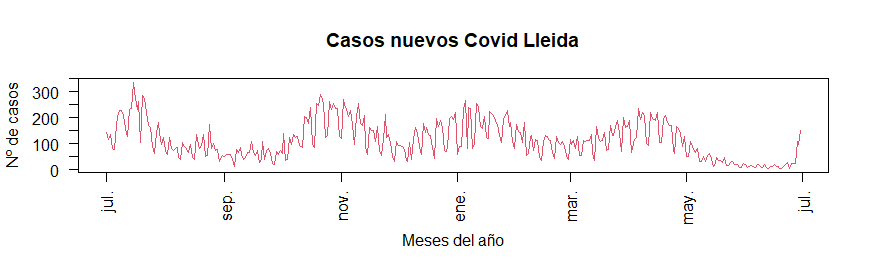 Casos nuevos Covid Lleida
Nº de casos
300
200
100
0
jul.
sep.
nov.
ene.
mar.
may.
jul.
Meses del año